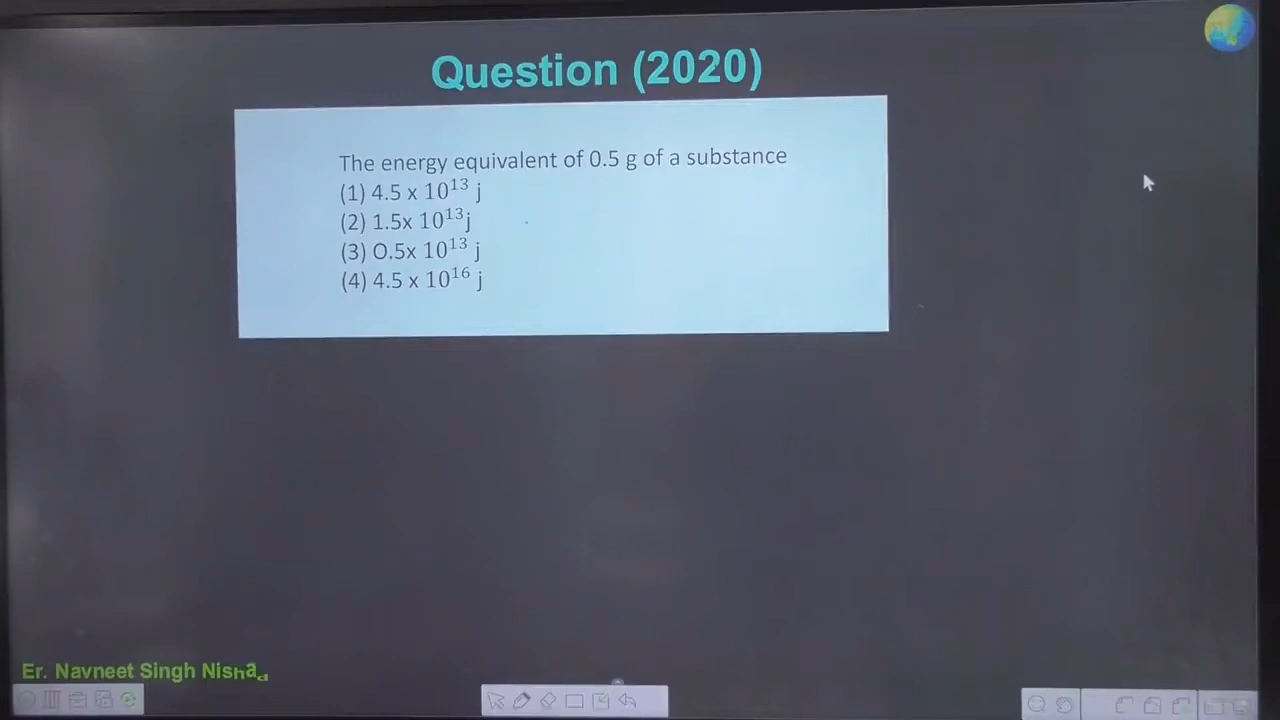 Question (2020)
The energy equivalent of 0.5 g of a substance
(1) 4.5 x 10¹³ j
(2) 1.5x 10¹³j
(3) O.5x 10¹³ j
(4) 4.5 x 10¹⁶ j
Er. Navneet Singh Nishad